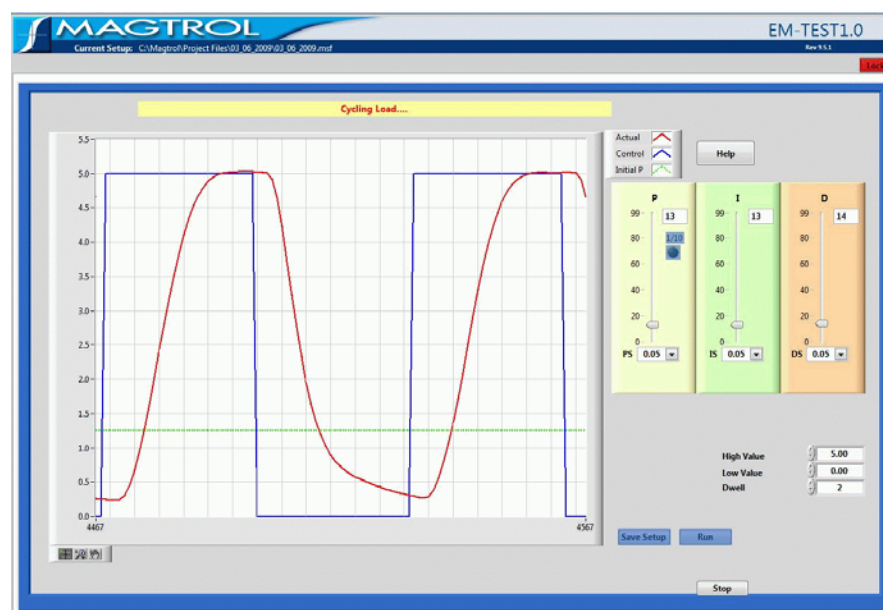 MAGTROL
EM-TEST1.0
Current Setup: C:\Magtrol\Project Files\03_06_2009\03_06_2009.msf
Rev 9.5.1
Lock
Cycling Load....
Actual
Control
Initial P
Help
5.5
5.0
4.5
4.0
3.5
3.0
2.5
2.0
1.5
1.0
0.5
0.0
4467 4567
P
99 13
80 1/10
60
40
20
0
PS 0.05
I
99 13
80
60
40
20
0
IS 0.05
D
99 14
80
60
40
20
0
DS 0.05
High Value 5.00
Low Value 0.00
Dwell 2
Save Setup Run
Stop